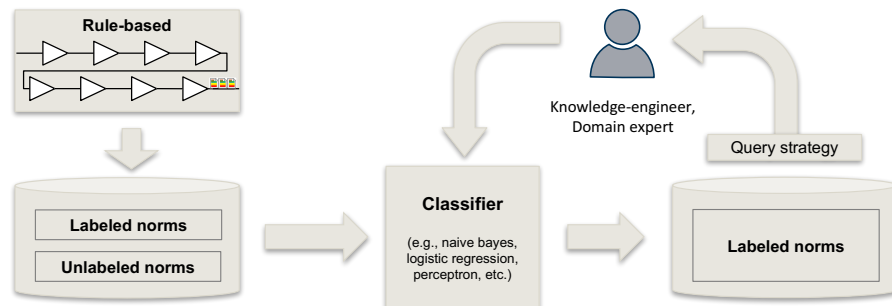 Rule-based
Knowledge-engineer,
Domain expert
Query strategy
Labeled norms
Unlabeled norms
Classifier
(e.g., naive bayes,
logistic regression,
perceptron, etc.)
Labeled norms